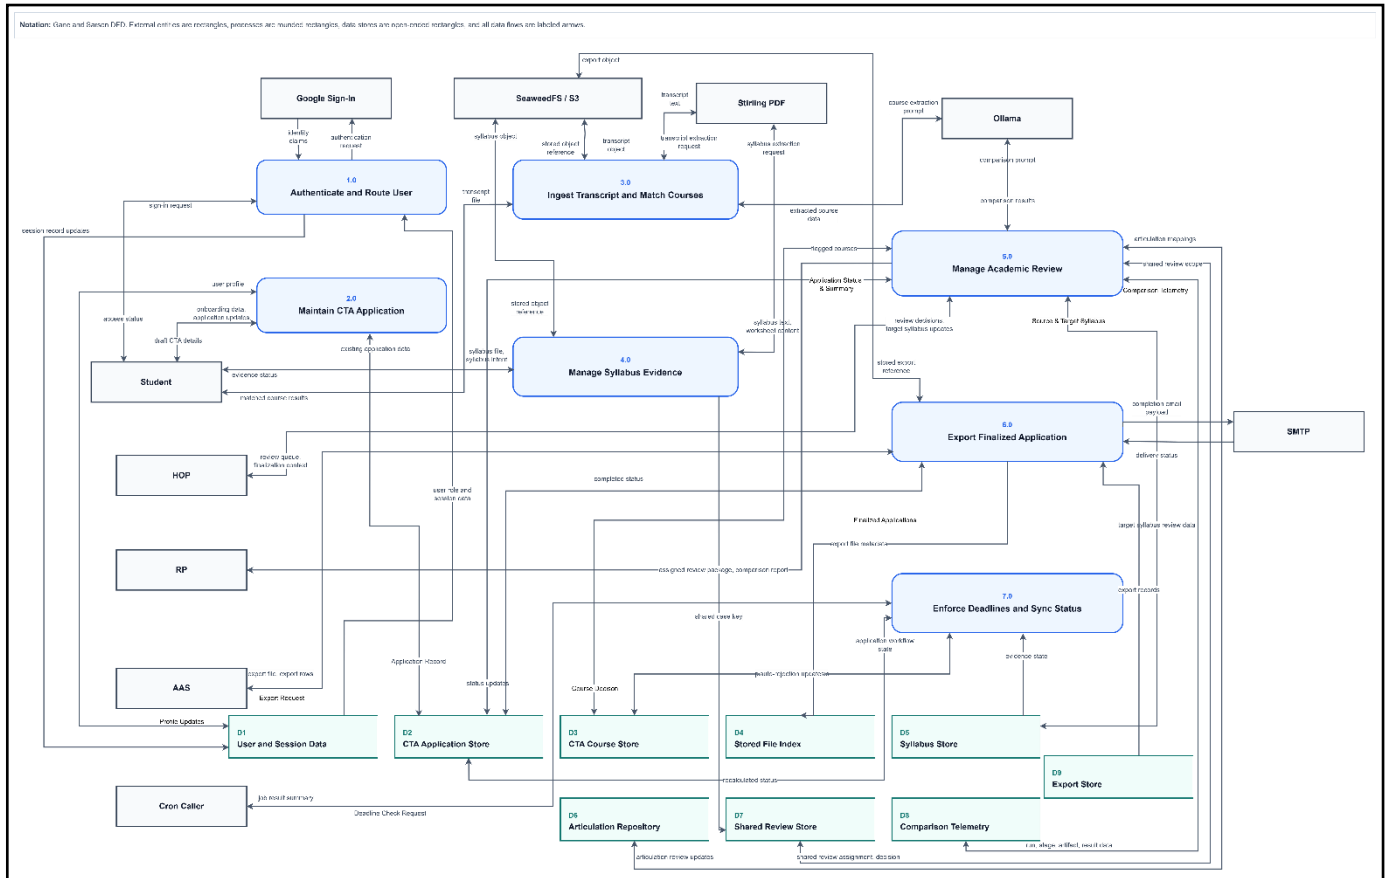 Notation: Gane and Sarson DFD. External entities are rectangles, processes are rounded rectangles, data stores are open-ended rectangles, and all data flows are labeled arrows.
export object
Google Sign-In
SeaweedFS / S3
Stirling PDF
Ollama
transcript
text
course extraction
prompt
identity
claims
authentication
request
syllabus object
stored object
reference
transcript
object
transcript extraction
request
syllabus extraction
request
comparison prompt
1.0
Authenticate and Route User
3.0
Ingest Transcript and Match Courses
transcript
file
sign-in request
extracted course
data
comparison results
session record updates
5.0
Manage Academic Review
flagged courses
articulation mappings
shared review scope
Application Status
& Summary
Comparison Telemetry
user profile
2.0
Maintain CTA Application
onboarding data,
application updates
access status
draft CTA details
existing application data
stored object
reference
syllabus text,
worksheet content
review decisions,
target syllabus updates
Source & Target Syllabus
syllabus file,
syllabus intent
4.0
Manage Syllabus Evidence
stored export
reference
Student
evidence status
matched course results
completion email
payload
6.0
Export Finalized Application
SMTP
delivery status
HOP
review queue,
finalization context
completed status
user role and
session data
Finalized Applications
target syllabus review data
export file metadata
RP
assigned review package, comparison report
7.0
Enforce Deadlines and Sync Status
export records
shared case key
application workflow
state
evidence state
Application Record
AAS
export file, export rows
Export Request
status updates
Course Decision
Profile Updates
D1
User and Session Data
D2
CTA Application Store
D3
CTA Course Store
D4
Stored File Index
D5
Syllabus Store
D9
Export Store
recalculated status
Cron Caller
job result summary
Deadline Check Request
D6
Articulation Repository
D7
Shared Review Store
D8
Comparison Telemetry
articulation review updates
shared review assignment, decision
run, stage, artifact, result data